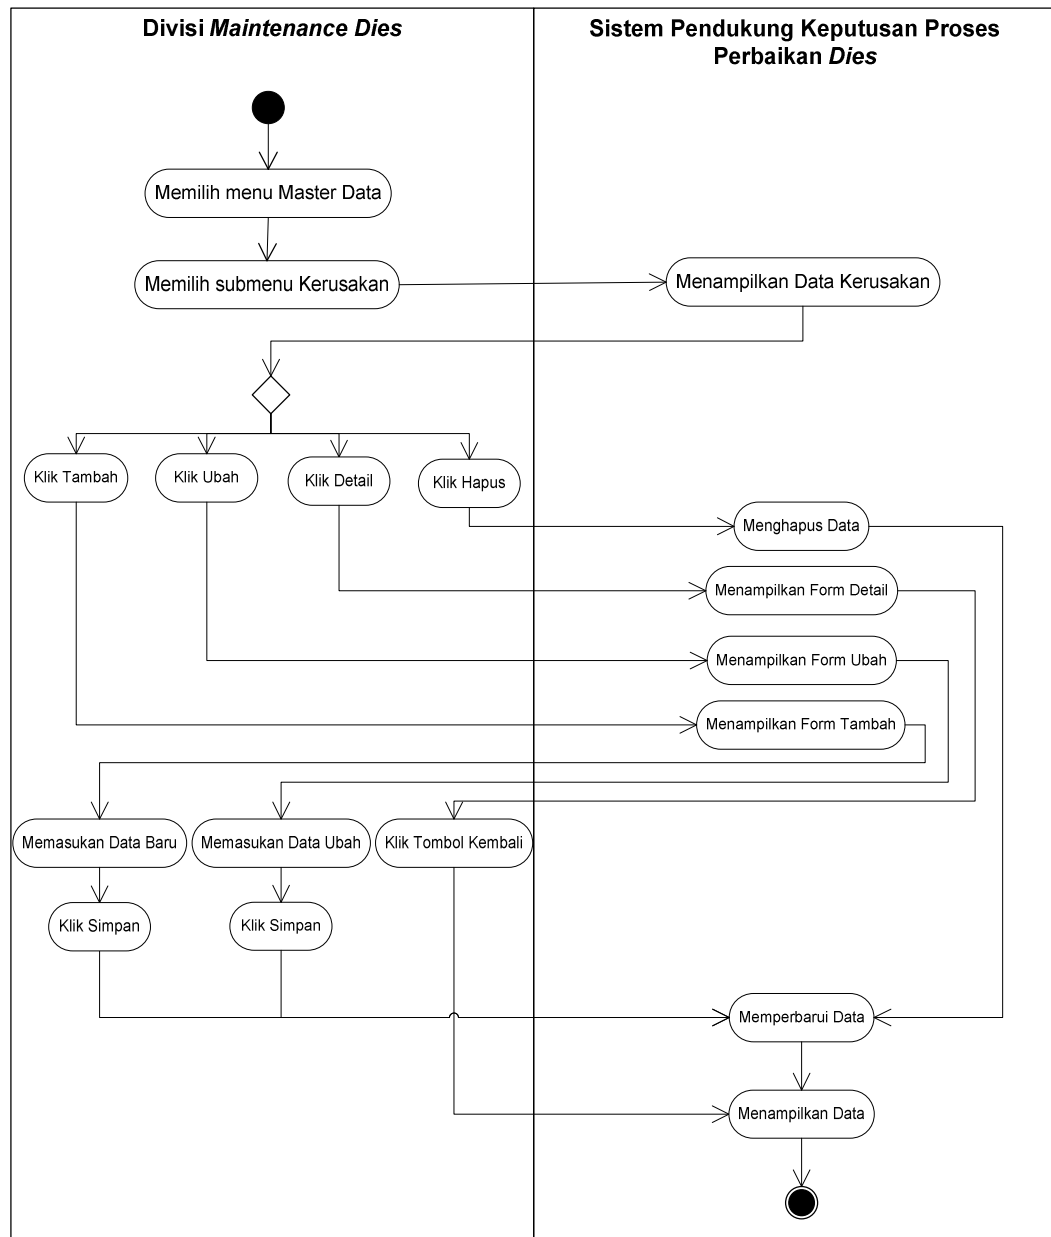 Divisi Maintenance Dies
Sistem Pendukung Keputusan Proses
Perbaikan Dies
Memilih menu Master Data
Memilih submenu Kerusakan
Menampilkan Data Kerusakan
Klik Tambah
Klik Ubah
Klik Detail
Klik Hapus
Menghapus Data
Menampilkan Form Detail
Menampilkan Form Ubah
Menampilkan Form Tambah
Memasukan Data Baru
Memasukan Data Ubah
Klik Tombol Kembali
Klik Simpan
Klik Simpan
Memperbarui Data
Menampilkan Data